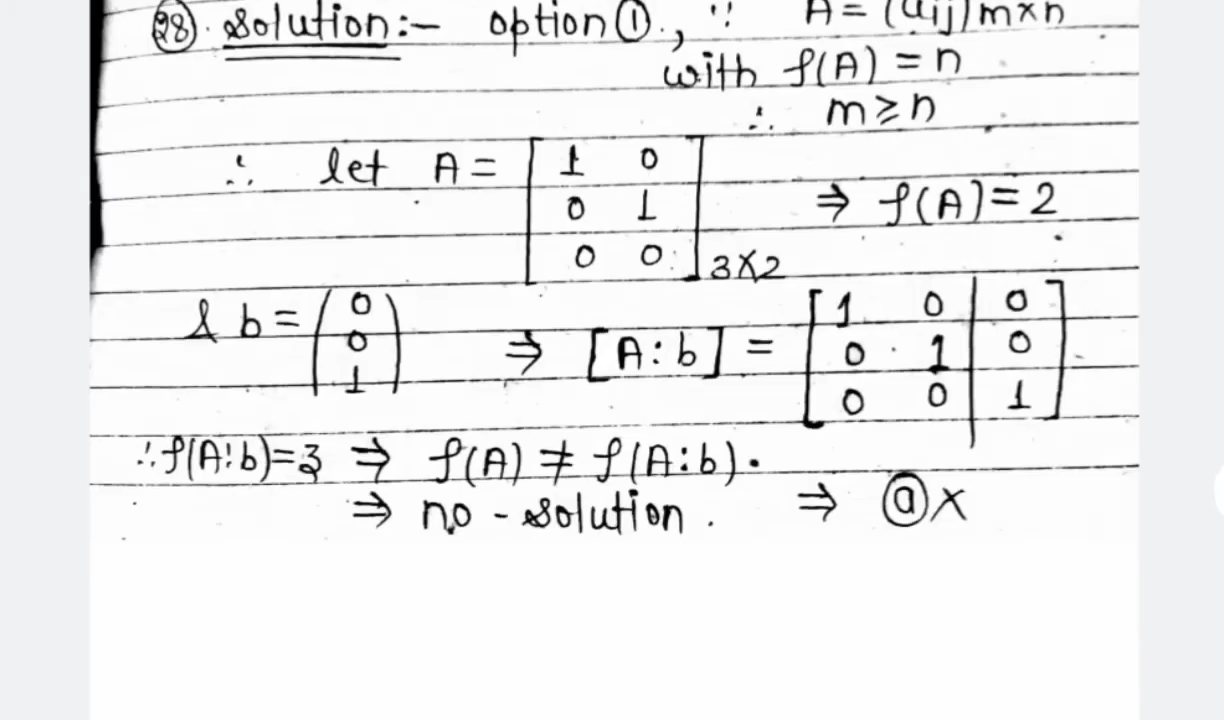 28. Solution:- option ①., ∵ A = (aij)m×n
with ρ(A) = n
∴ m ≥ n
∴ let A = [1 0
0 1
0 0]3×2 ⇒ ρ(A) = 2
& b = (0
0
1) ⇒ [A:b] = [1 0 | 0
0 1 | 0
0 0 | 1]
∴ ρ(A:b) = 3 ⇒ ρ(A) ≠ ρ(A:b).
⇒ no - solution. ⇒ ⓐ ×